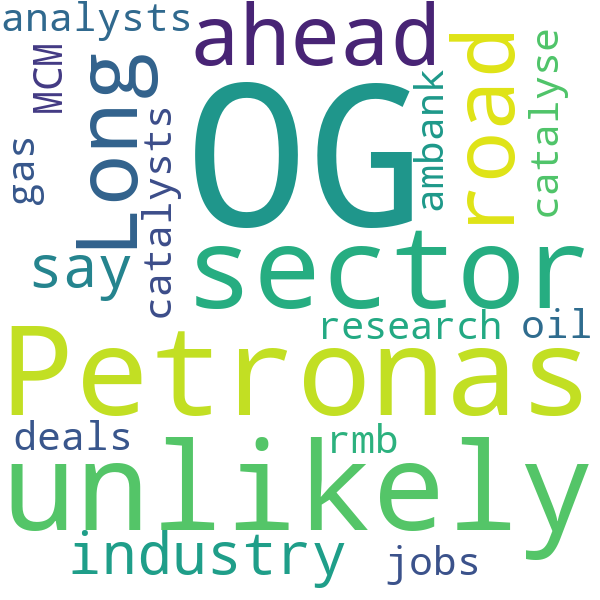 analysts
ahead
MCM
Long
road
catalyse
OG
ambank
gas
catalysts
say
sector
research
oil
Petronas
deals
rmb
unlikely
industry
jobs